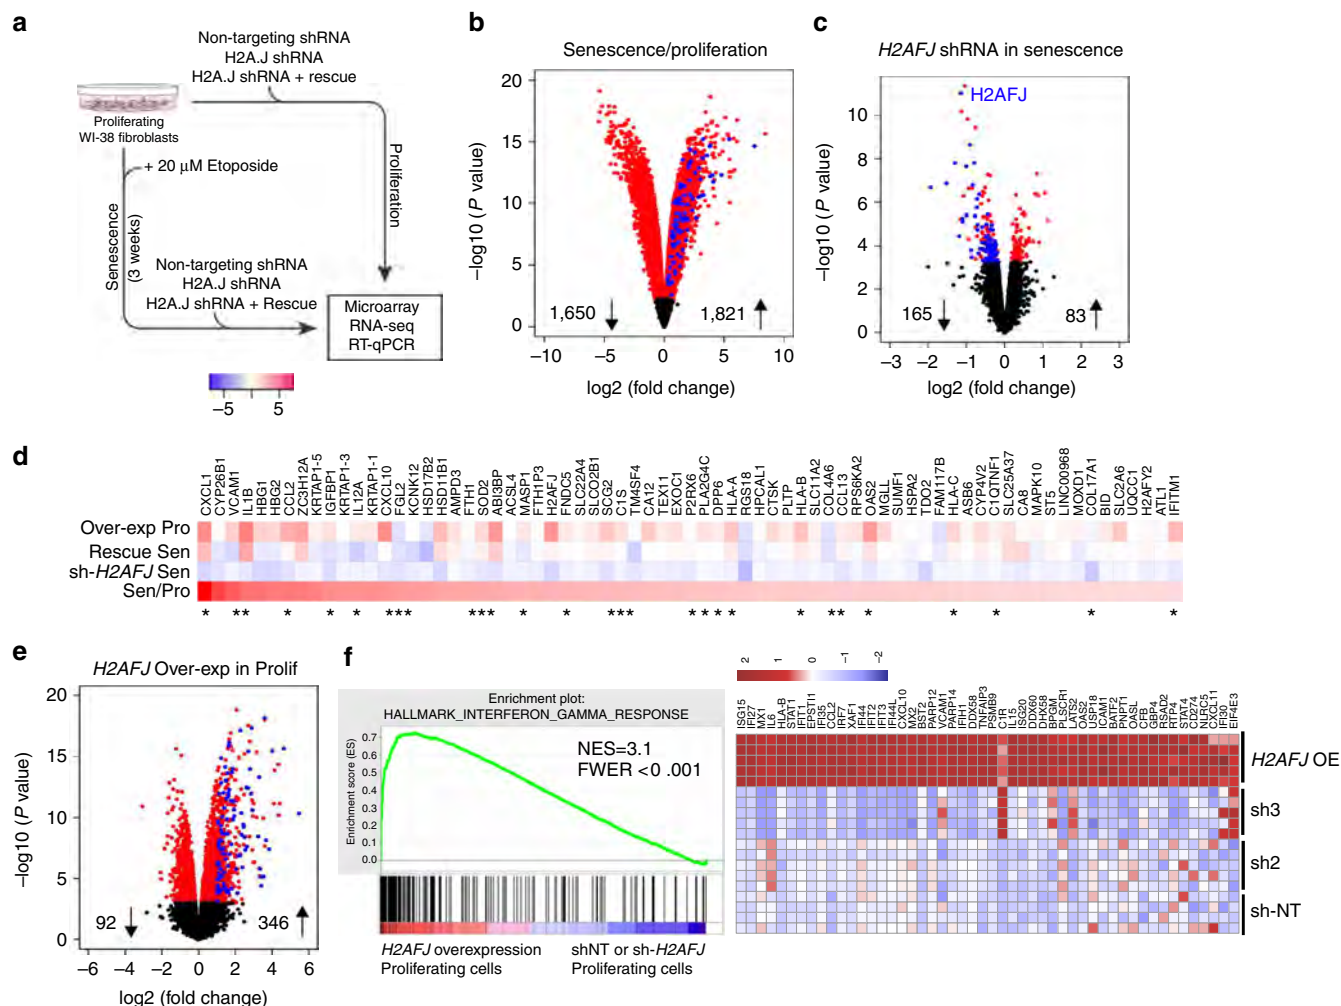 a
Non-targeting shRNA
H2A.J shRNA
H2A.J shRNA + rescue
Proliferating
WI-38 fibroblasts
+ 20 μM Etoposide
Proliferation
Senescence
(3 weeks)
Non-targeting shRNA
H2A.J shRNA
H2A.J shRNA + Rescue
Microarray
RNA-seq
RT-qPCR
−5 5
b
Senescence/proliferation
−log10 (P value)
20
15
10
5
0
1,650
1,821
−10 −5 0 5 10
log2 (fold change)
c
H2AFJ shRNA in senescence
H2AFJ
−log10 (P value)
10
8
6
4
2
0
165
83
−3 −2 −1 0 1 2 3
log2 (fold change)
d
CXCL1
CYP26B1
VCAM1
IL1B
HBG1
HBG2
CCL2
ZC3H12A
KRTAP1-5
IGFBP1
KRTAP1-3
IL12A
KRTAP1-1
CXCL10
FGL2
KCNK12
HSD17B2
HSD11B1
AMPD3
FTH1
SOD2
ABI3BP
ACSL4
MASP1
FTH1P3
H2AFJ
FNDC5
SLC22A4
SLCO2B1
SCG2
C1S
TM4SF4
CA12
TEX11
EXOC1
P2RX6
PLA2G4C
DPP6
HLA-A
RGS18
HPCAL1
CTSK
PLTP
HLA-B
SLC11A2
COL4A6
CCL13
RPS6KA2
OAS2
MGLL
SUMF1
HSPA2
TDO2
FAM117B
HLA-C
ASB6
C1QTNF1
SLC25A37
CA8
MAPK10
ST5
LINC00968
MOXD1
COL17A1
BID
SLC2A6
UQCC1
H2AFY2
ATL1
IFITM1
Over-exp Pro
Rescue Sen
sh-H2AFJ Sen
Sen/Pro
* ** * * * *** *** * * *** * * * * * ** * * * * *
e
H2AFJ Over-exp in Prolif
−log10 (P value)
20
15
10
5
0
92
346
−6 −4 −2 0 2 4 6
log2 (fold change)
f
Enrichment plot:
HALLMARK_INTERFERON_GAMMA_RESPONSE
NES=3.1
FWER <0 .001
Enrichment score (ES)
0.7
0.6
0.5
0.4
0.3
0.2
0.1
0.0
H2AFJ overexpression
Proliferating cells
shNT or sh-H2AFJ
Proliferating cells
2 1 0 −1 −2
ISG15
IFI27
MX1
IL6
HLA-B
STAT1
IFIT1
EPSTI1
IFI35
CCL2
IRF7
XAF1
IFI44
IFIT2
IFIT3
IFI44L
CXCL10
MX2
BST2
PARP12
VCAM1
PARP14
IFIH1
DDX58
TNFAIP3
PSMB9
C1R
IL15
ISG20
DDX60
DHX58
BPGM
PLSCR1
LATS2
OAS2
USP18
ICAM1
BATF2
PNPT1
OASL
CFB
GBP4
RSAD2
RTP4
STAT4
CD274
NLRC5
CXCL11
IFI30
EIF4E3
H2AFJ OE
sh3
sh2
sh-NT